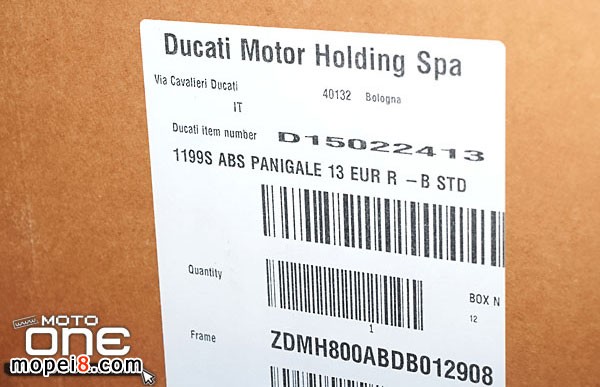 Ducati Motor Holding Spa
Via Cavalieri Ducati 40132 Bologna
IT
Ducati item number D15022413
1199S ABS PANIGALE 13 EUR R -B STD
Quantity
1
BOX N
12
Frame ZDMH800ABDB012908
MOTO
ONE
mopei8.com